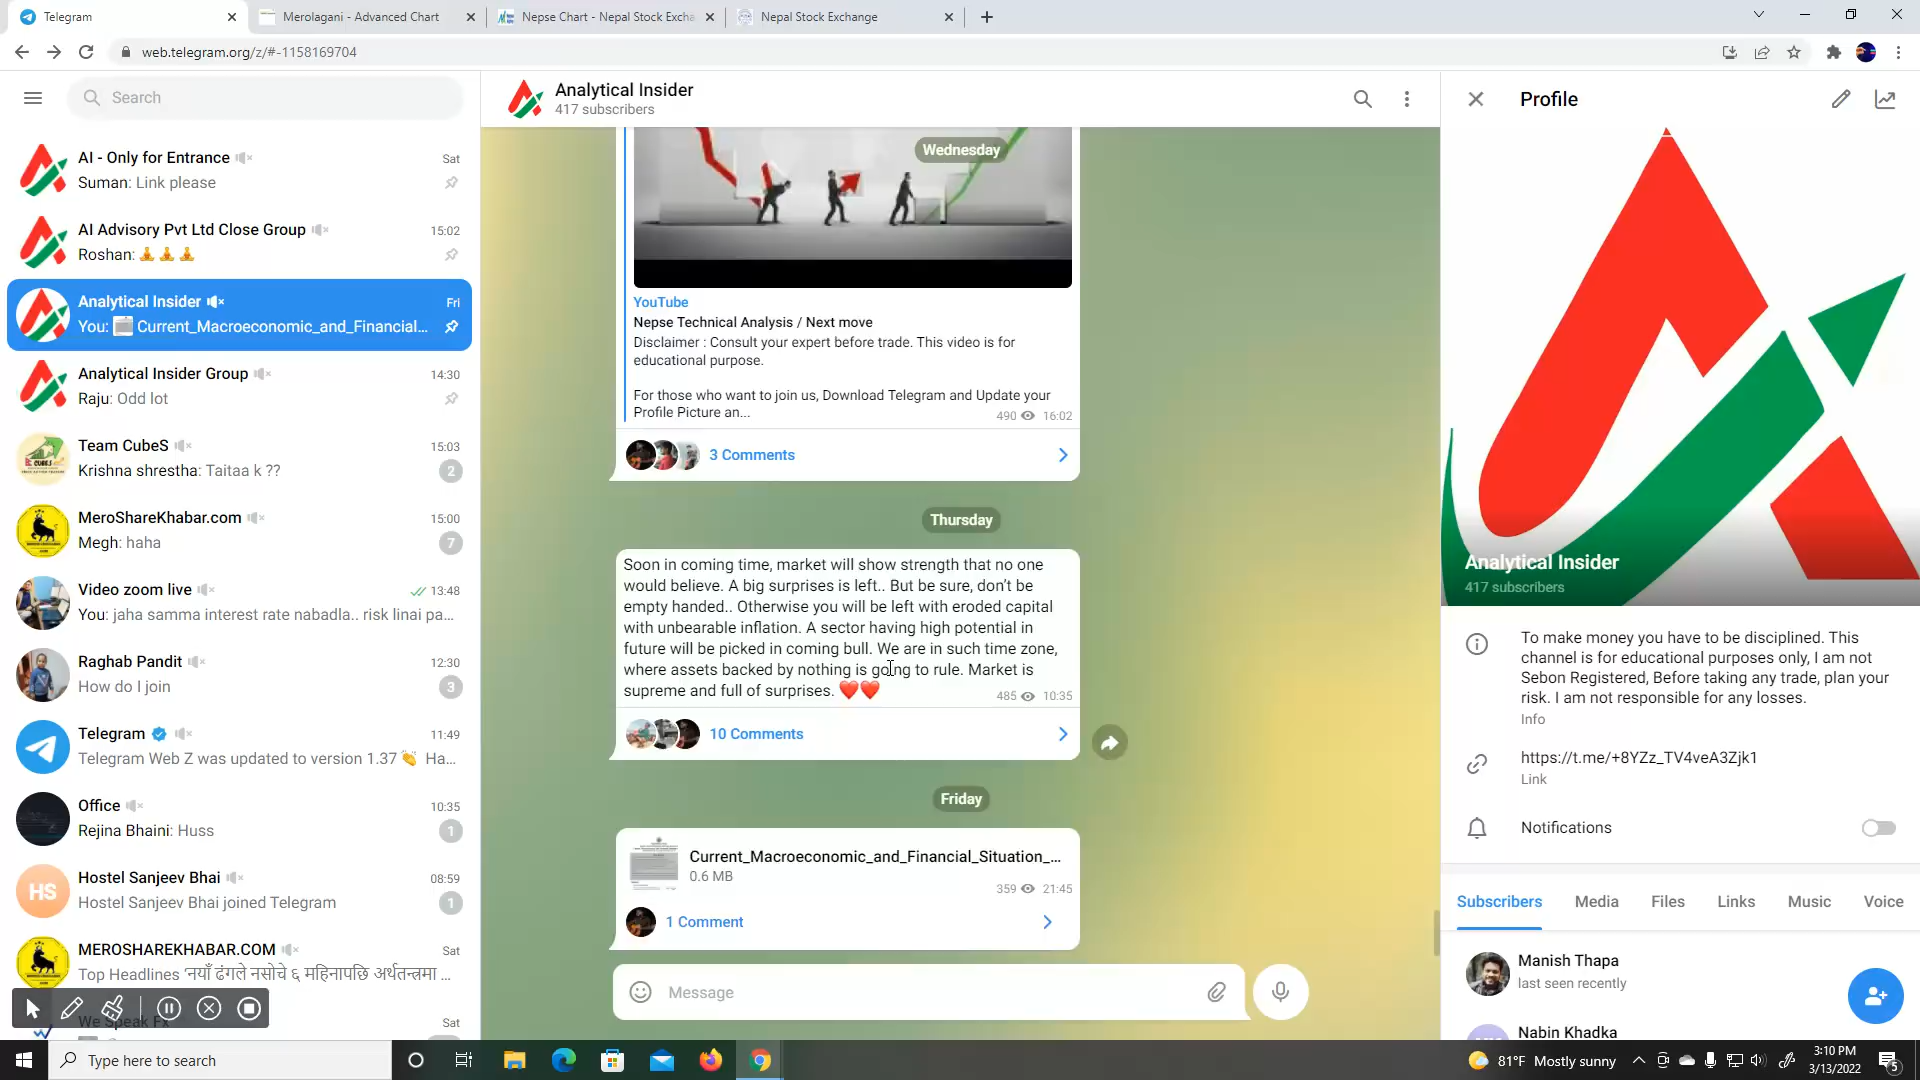 Telegram
Merolagani - Advanced Chart
Nepse Chart - Nepal Stock Excha
Nepal Stock Exchange
web.telegram.org/z/#-1158169704
Search
AI - Only for Entrance
Sat
Suman: Link please
AI Advisory Pvt Ltd Close Group
15:02
Roshan: 🙏🙏🙏
Analytical Insider
Fri
You: Current_Macroeconomic_and_Financial...
Analytical Insider Group
14:30
Raju: Odd lot
Team CubeS
15:03
Krishna shrestha: Taitaa k ??
2
MeroShareKhabar.com
15:00
Megh: haha
7
Video zoom live
13:48
You: jaha samma interest rate nabadla.. risk linai pa...
Raghab Pandit
12:30
How do I join
3
Telegram
11:49
Telegram Web Z was updated to version 1.37 👏 Ha...
Office
10:35
Rejina Bhaini: Huss
1
HS
Hostel Sanjeev Bhai
08:59
Hostel Sanjeev Bhai joined Telegram
1
MEROSHAREKHABAR.COM
Sat
Top Headlines ‘नयाँ ढंगले नसोचे ६ महिनापछि अर्थतन्त्रमा ...
We Speak Fx
Sat
Analytical Insider
417 subscribers
Wednesday
YouTube
Nepse Technical Analysis / Next move
Disclaimer : Consult your expert before trade. This video is for
educational purpose.
For those who want to join us, Download Telegram and Update your
Profile Picture an...
490 16:02
3 Comments
Thursday
Soon in coming time, market will show strength that no one
would believe. A big surprises is left.. But be sure, don’t be
empty handed.. Otherwise you will be left with eroded capital
with unbearable inflation. A sector having high potential in
future will be picked in coming bull. We are in such time zone,
where assets backed by nothing is going to rule. Market is
supreme and full of surprises. ❤️❤️
485 10:35
10 Comments
Friday
Current_Macroeconomic_and_Financial_Situation_...
0.6 MB
359 21:45
1 Comment
Message
Profile
Analytical Insider
417 subscribers
To make money you have to be disciplined. This
channel is for educational purposes only, I am not
Sebon Registered, Before taking any trade, plan your
risk. I am not responsible for any losses.
Info
https://t.me/+8YZz_TV4veA3Zjk1
Link
Notifications
Subscribers
Media
Files
Links
Music
Voice
Manish Thapa
last seen recently
Nabin Khadka
Type here to search
81°F Mostly sunny
3:10 PM
3/13/2022
5